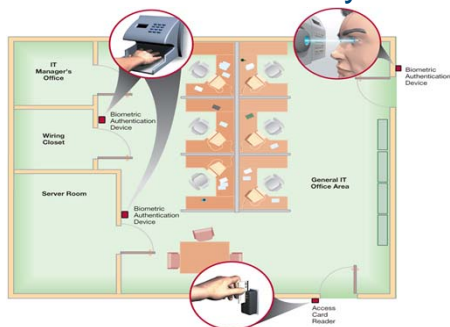 IT
Manager's
Office
Biometric
Authentication
Device
Wiring
Closet
Server Room
Biometric
Authentication
Device
General IT
Office Area
Biometric
Authentication
Device
Access
Card
Reader